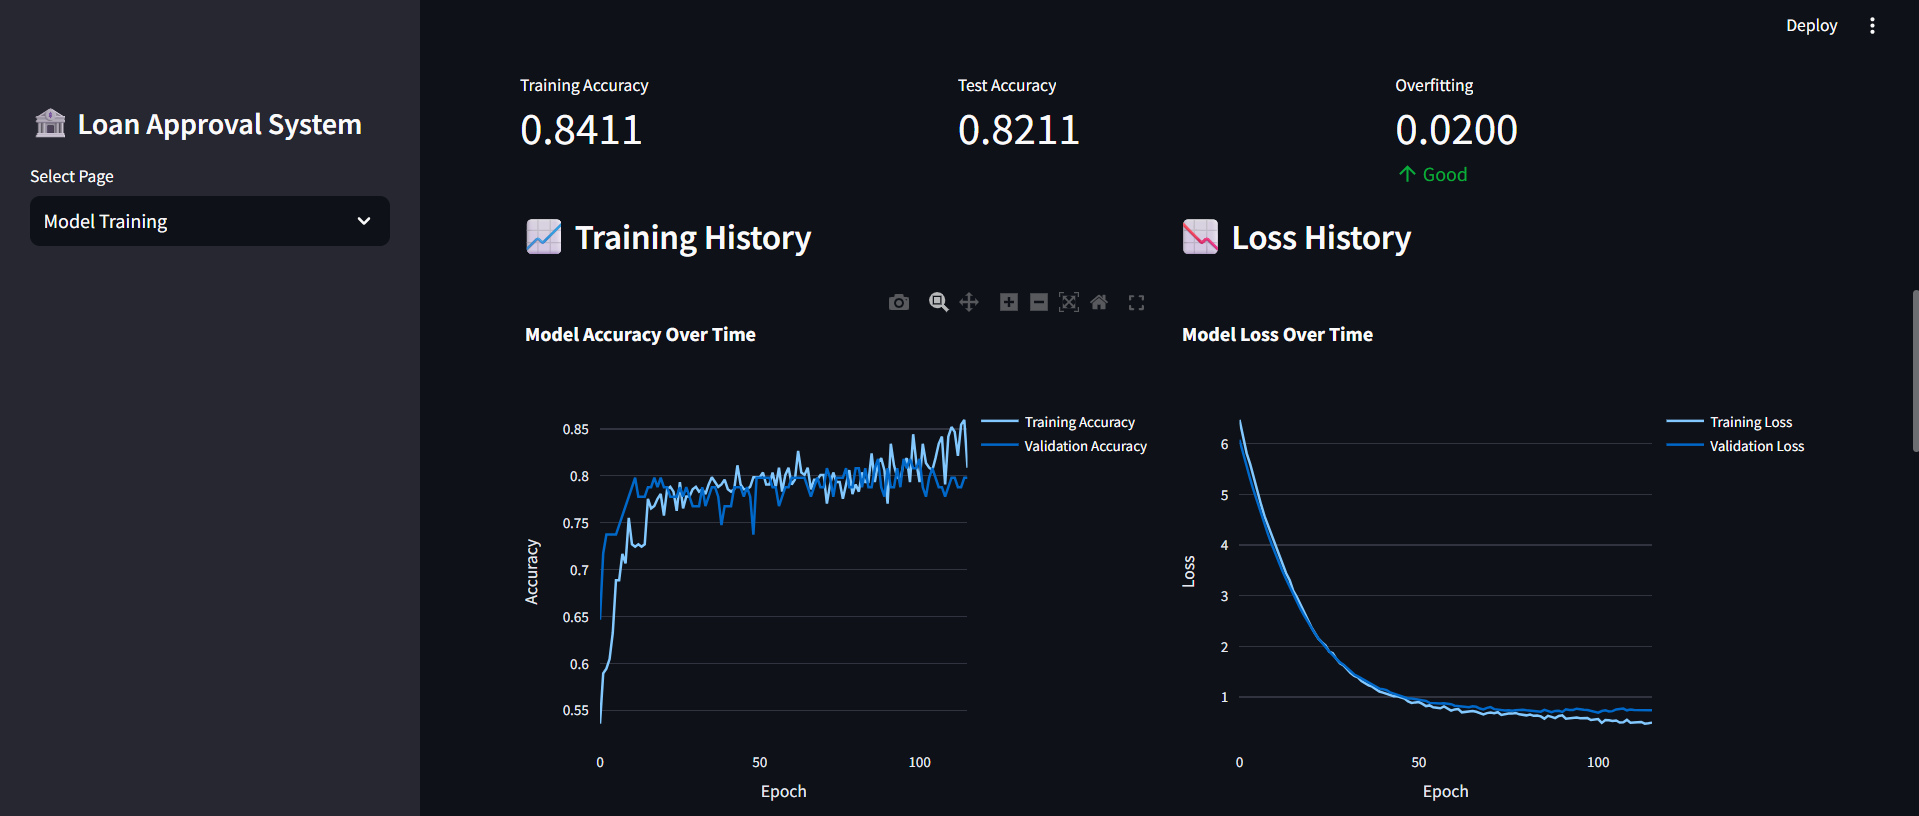 Deploy
Loan Approval System
Select Page
Model Training
Training Accuracy
0.8411
Test Accuracy
0.8211
Overfitting
0.0200
Good
Training History
Model Accuracy Over Time
0.85
0.8
0.75
0.7
0.65
0.6
0.55
Accuracy
0
50
100
Epoch
Training Accuracy
Validation Accuracy
Loss History
Model Loss Over Time
6
5
4
3
2
1
Loss
0
50
100
Epoch
Training Loss
Validation Loss